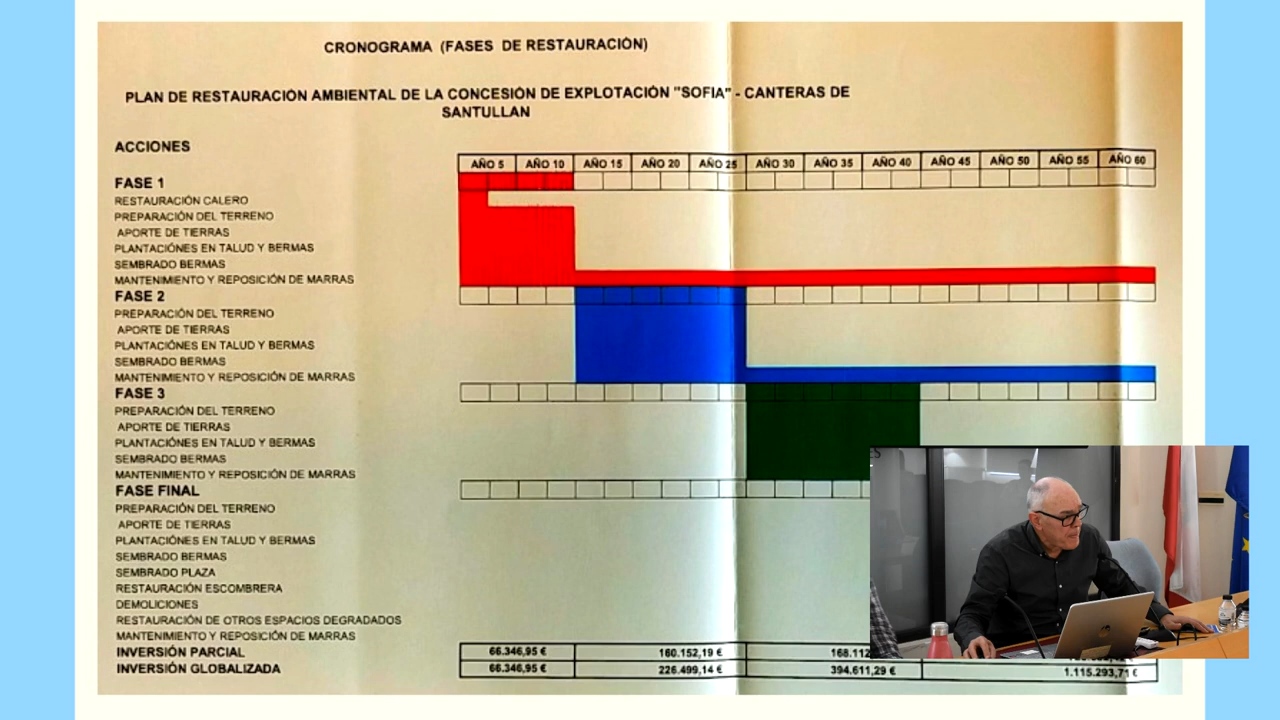 CRONOGRAMA (FASES DE RESTAURACIÓN)
PLAN DE RESTAURACIÓN AMBIENTAL DE LA CONCESIÓN DE EXPLOTACIÓN "SOFIA" - CANTERAS DE
SANTULLAN
ACCIONES
AÑO 5 AÑO 10 AÑO 15 AÑO 20 AÑO 25 AÑO 30 AÑO 35 AÑO 40 AÑO 45 AÑO 50 AÑO 55 AÑO 60
FASE 1
RESTAURACIÓN CALERO
PREPARACIÓN DEL TERRENO
APORTE DE TIERRAS
PLANTACIÓNES EN TALUD Y BERMAS
SEMBRADO BERMAS
MANTENIMIENTO Y REPOSICIÓN DE MARRAS
FASE 2
PREPARACIÓN DEL TERRENO
APORTE DE TIERRAS
PLANTACIÓNES EN TALUD Y BERMAS
SEMBRADO BERMAS
MANTENIMIENTO Y REPOSICIÓN DE MARRAS
FASE 3
PREPARACIÓN DEL TERRENO
APORTE DE TIERRAS
PLANTACIÓNES EN TALUD Y BERMAS
SEMBRADO BERMAS
MANTENIMIENTO Y REPOSICIÓN DE MARRAS
FASE FINAL
PREPARACIÓN DEL TERRENO
APORTE DE TIERRAS
PLANTACIÓNES EN TALUD Y BERMAS
SEMBRADO BERMAS
SEMBRADO PLAZA
RESTAURACIÓN ESCOMBRERA
DEMOLICIONES
RESTAURACIÓN DE OTROS ESPACIOS DEGRADADOS
MANTENIMIENTO Y REPOSICIÓN DE MARRAS
INVERSIÓN PARCIAL 66.346,95 € 160.152,19 € 168.112
INVERSIÓN GLOBALIZADA 66.346,95 € 226.499,14 € 394.611,29 € 1.115.293,71 €